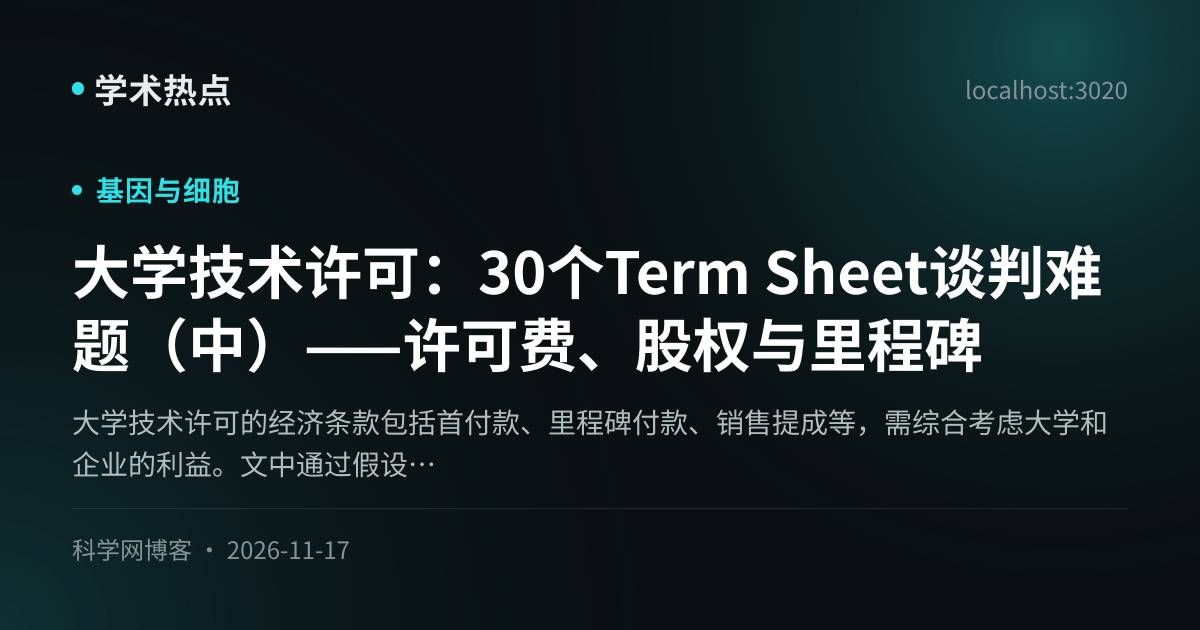 学术热点
localhost:3020
基因与细胞
大学技术许可：30个Term Sheet谈判难
题（中）——许可费、股权与里程碑
大学技术许可的经济条款包括首付款、里程碑付款、销售提成等，需综合考虑大学和
企业的利益。文中通过假设…
科学网博客 · 2026-11-17